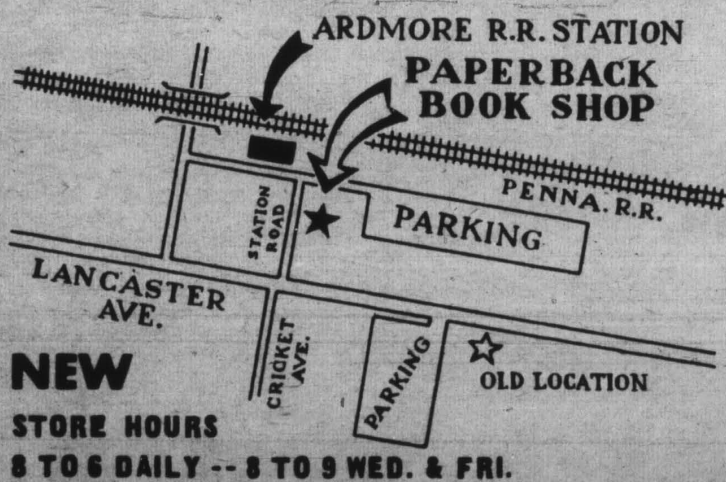 ARDMORE R.R. STATION
PAPERBACK
BOOK SHOP
PENNA. R.R.
STATION
ROAD
PARKING
LANCASTER
AVE.
CRICKET
AVE.
PARKING
OLD LOCATION
NEW
STORE HOURS
8 TO 6 DAILY -- 8 TO 9 WED. & FRI.